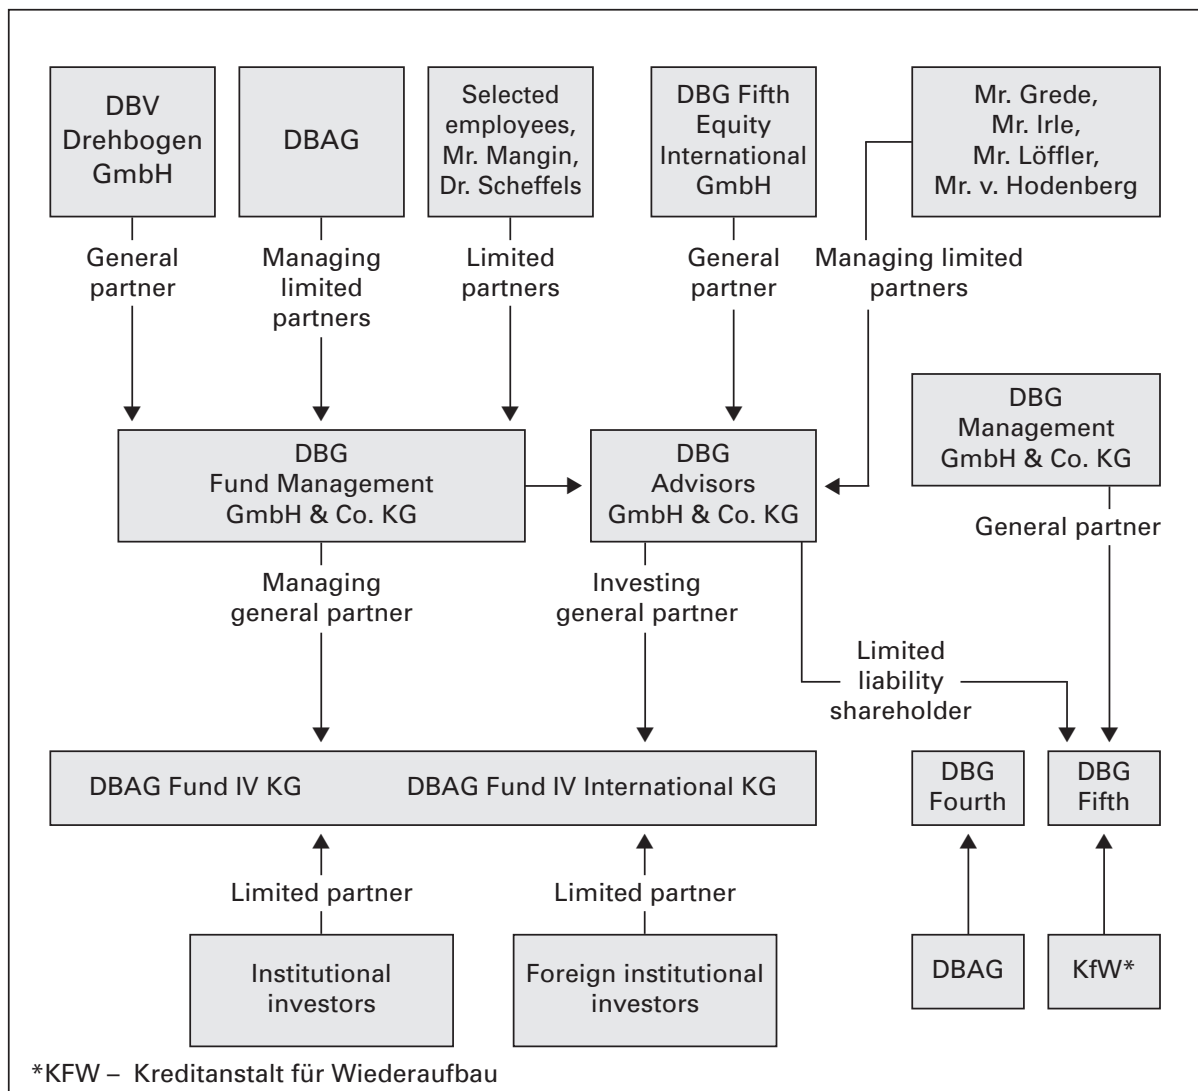 DBV
Drehbogen
GmbH
DBAG
Selected
employees,
Mr. Mangin,
Dr. Scheffels
DBG Fifth
Equity
International
GmbH
Mr. Grede,
Mr. Irle,
Mr. Löffler,
Mr. v. Hodenberg
General
partner
Managing
limited
partners
Limited
partners
General
partner
Managing limited
partners
DBG
Fund Management
GmbH & Co. KG
DBG
Advisors
GmbH & Co. KG
DBG
Management
GmbH & Co. KG
Managing
general partner
Investing
general partner
General partner
Limited
liability
shareholder
DBAG Fund IV KG
DBAG Fund IV International KG
DBG
Fourth
DBG
Fifth
Limited partner
Limited partner
Institutional
investors
Foreign institutional
investors
DBAG
KfW*
*KFW – Kreditanstalt für Wiederaufbau